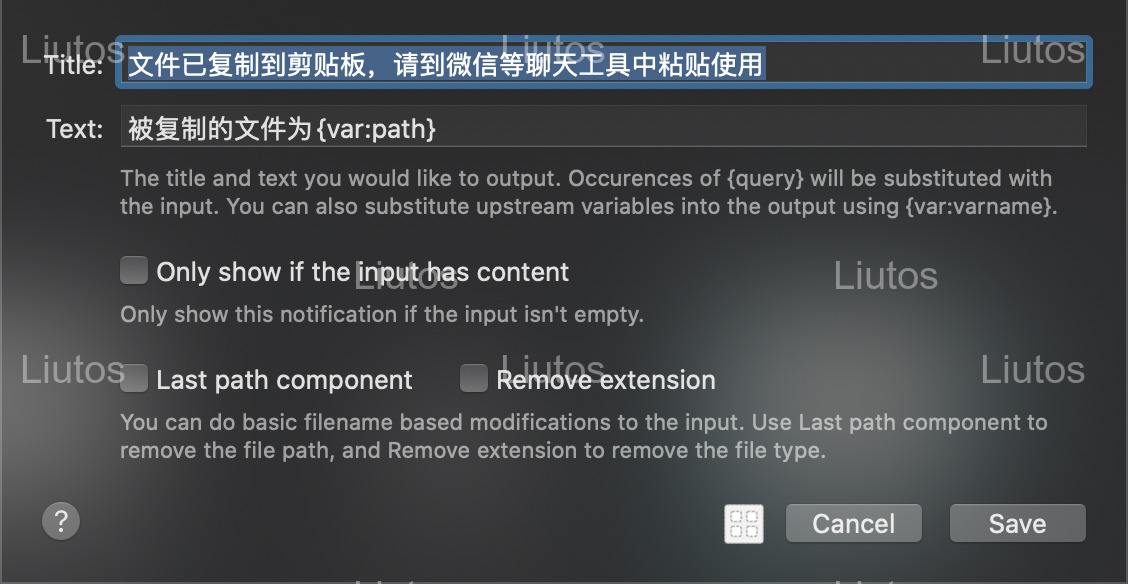 Title: 文件已复制到剪贴板，请到微信等聊天工具中粘贴使用
Text: 被复制的文件为{var:path}
The title and text you would like to output. Occurences of {query} will be substituted with
the input. You can also substitute upstream variables into the output using {var:varname}.
Only show if the input has content
Only show this notification if the input isn't empty.
Last path component Remove extension
You can do basic filename based modifications to the input. Use Last path component to
remove the file path, and Remove extension to remove the file type.
? Cancel Save
Liutos Liutos Liutos
Liutos Liutos
Liutos Liutos Liutos